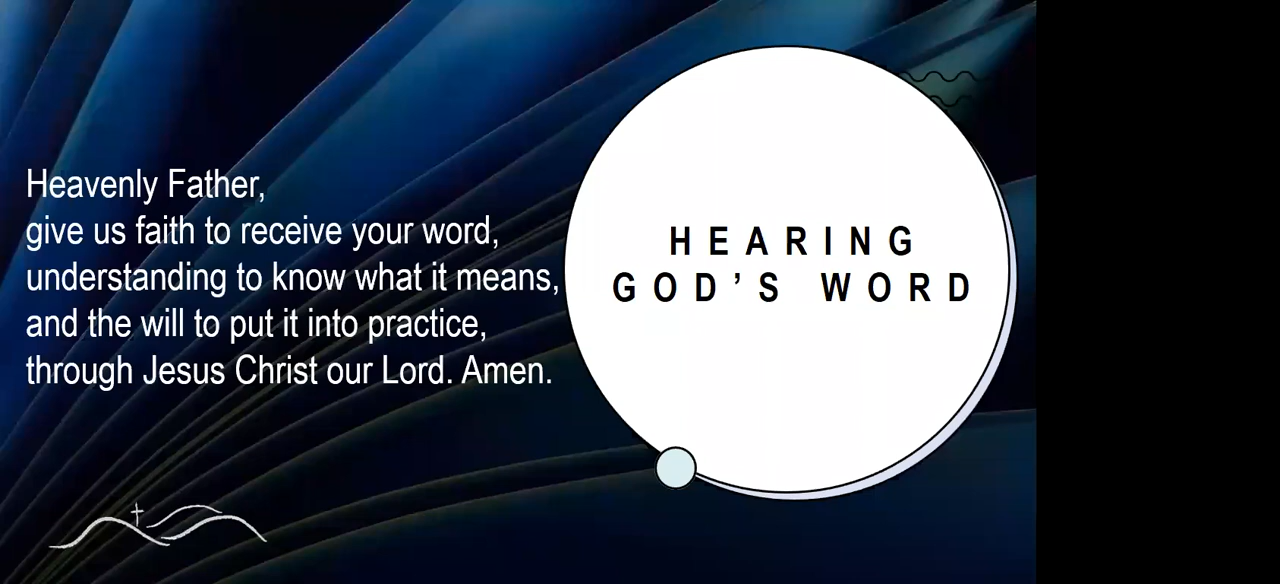 Heavenly Father,
give us faith to receive your word,
understanding to know what it means,
and the will to put it into practice,
through Jesus Christ our Lord. Amen.
HEARING
GOD’S WORD